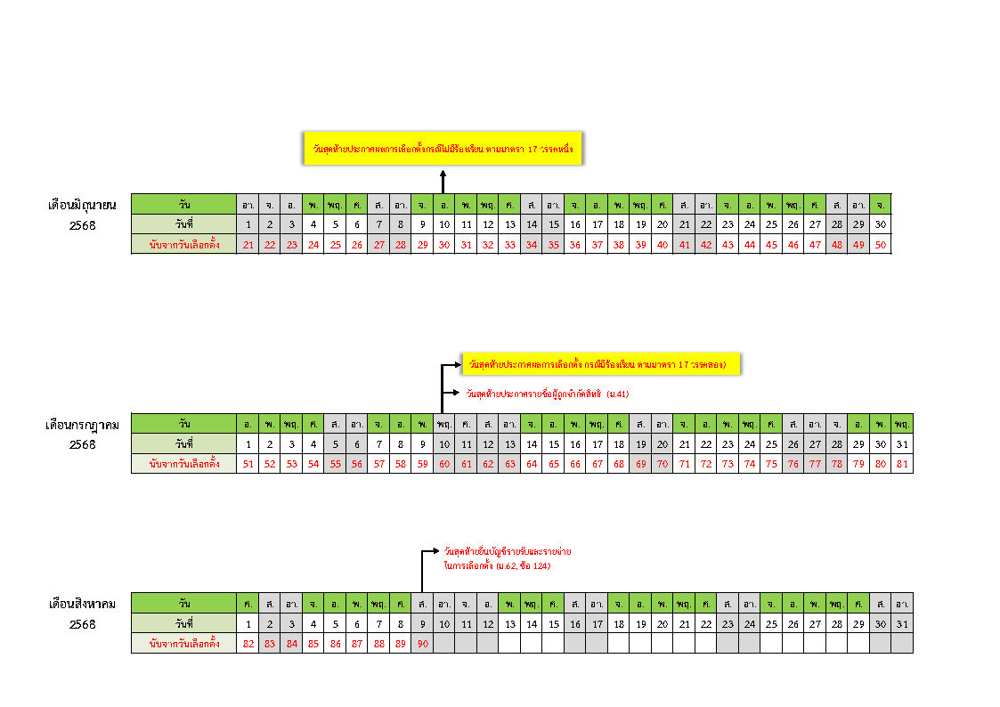 วันสุดท้ายประกาศผลการเลือกตั้งกรณีไม่มีร้องเรียน ตามมาตรา 17 วรรคหนึ่ง
เดือนมิถุนายน
2568
วัน อา. จ. อ. พ. พฤ. ศ. ส. อา. จ. อ. พ. พฤ. ศ. ส. อา. จ. อ. พ. พฤ. ศ. ส. อา. จ. อ. พ. พฤ. ศ. ส. อา. จ.
วันที่ 1 2 3 4 5 6 7 8 9 10 11 12 13 14 15 16 17 18 19 20 21 22 23 24 25 26 27 28 29 30
นับจากวันเลือกตั้ง 21 22 23 24 25 26 27 28 29 30 31 32 33 34 35 36 37 38 39 40 41 42 43 44 45 46 47 48 49 50
วันสุดท้ายประกาศผลการเลือกตั้ง กรณีมีร้องเรียน ตามมาตรา 17 วรรคสอง)
วันสุดท้ายประกาศรายชื่อผู้ถูกจำกัดสิทธิ (ม.41)
เดือนกรกฎาคม
2568
วัน อ. พ. พฤ. ศ. ส. อา. จ. อ. พ. พฤ. ศ. ส. อา. จ. อ. พ. พฤ. ศ. ส. อา. จ. อ. พ. พฤ. ศ. ส. อา. จ. อ. พ. พฤ.
วันที่ 1 2 3 4 5 6 7 8 9 10 11 12 13 14 15 16 17 18 19 20 21 22 23 24 25 26 27 28 29 30 31
นับจากวันเลือกตั้ง 51 52 53 54 55 56 57 58 59 60 61 62 63 64 65 66 67 68 69 70 71 72 73 74 75 76 77 78 79 80 81
วันสุดท้ายยื่นบัญชีรายรับและรายจ่าย
ในการเลือกตั้ง (ม.62, ข้อ 124)
เดือนสิงหาคม
2568
วัน ศ. ส. อา. จ. อ. พ. พฤ. ศ. ส. อา. จ. อ. พ. พฤ. ศ. ส. อา. จ. อ. พ. พฤ. ศ. ส. อา. จ. อ. พ. พฤ. ศ. ส. อา.
วันที่ 1 2 3 4 5 6 7 8 9 10 11 12 13 14 15 16 17 18 19 20 21 22 23 24 25 26 27 28 29 30 31
นับจากวันเลือกตั้ง 82 83 84 85 86 87 88 89 90